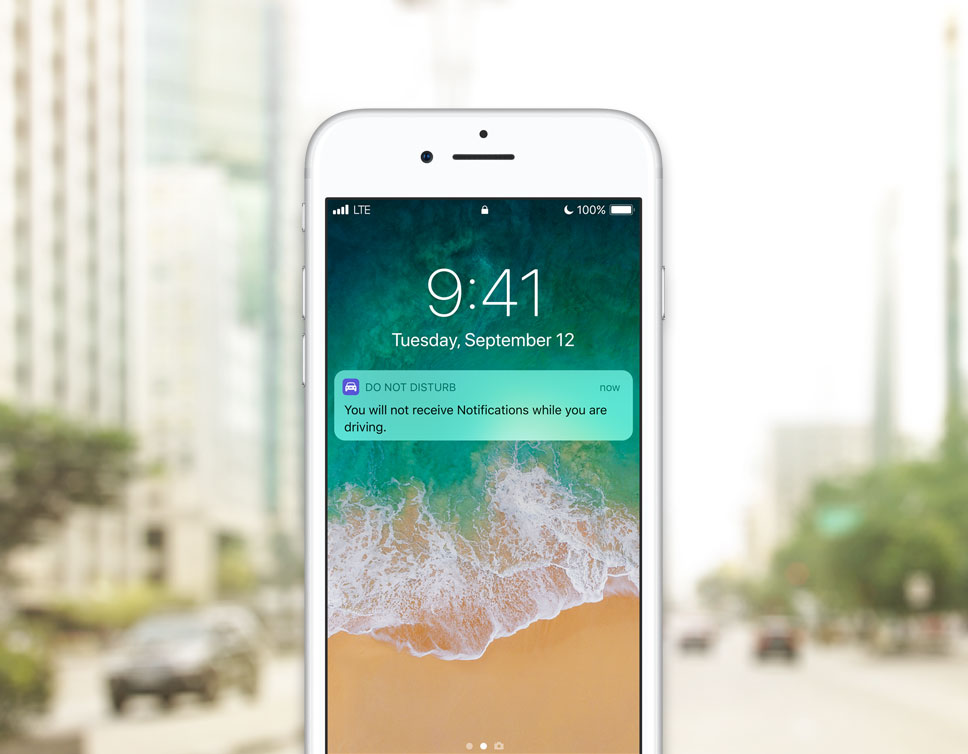 LTE
100%
9:41
Tuesday, September 12
DO NOT DISTURB
now
You will not receive Notifications while you are
driving.